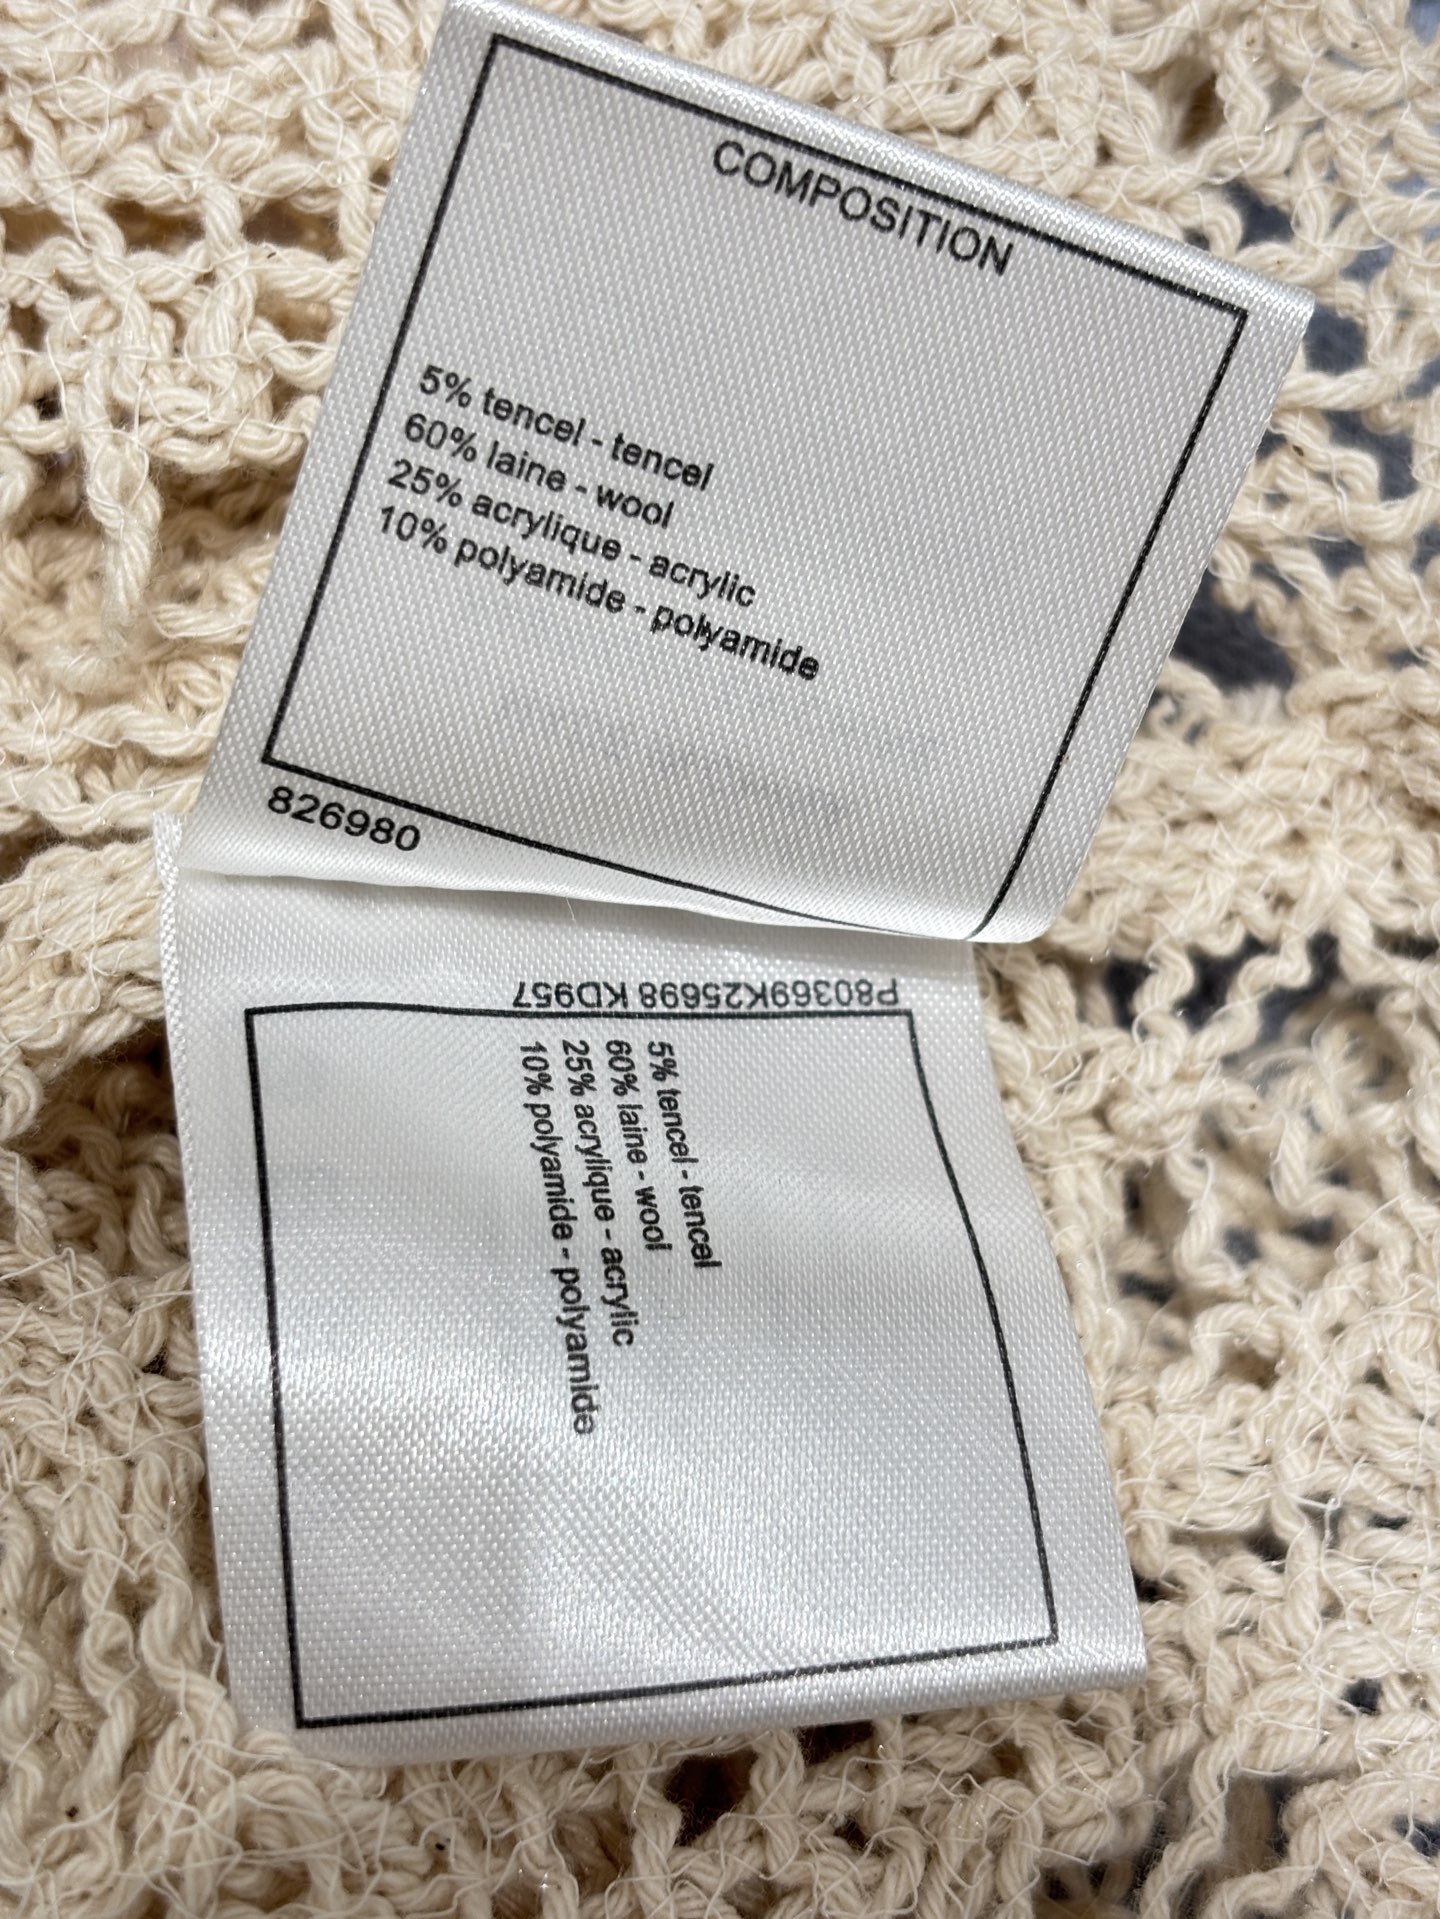 COMPOSITION
5% tencel - tencel
60% laine - wool
25% acrylique - acrylic
10% polyamide - polyamide
826980
P80369K25698 KD957
5% tencel - tencel
60% laine - wool
25% acrylique - acrylic
10% polyamide - polyamide